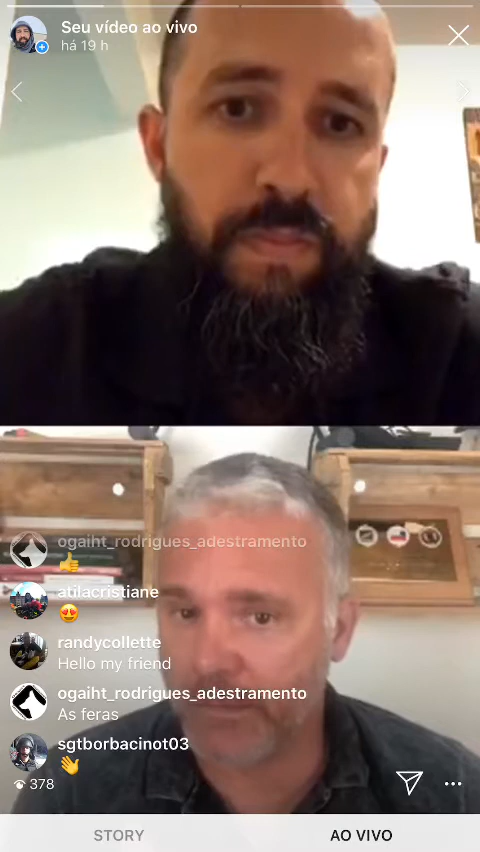 Seu vídeo ao vivo
há 19 h
ogaiht_rodrigues_adestramento
👍
atilacristiane
😍
randycollette
Hello my friend
ogaiht_rodrigues_adestramento
As feras
sgtborbacinot03
👋
378
STORY
AO VIVO